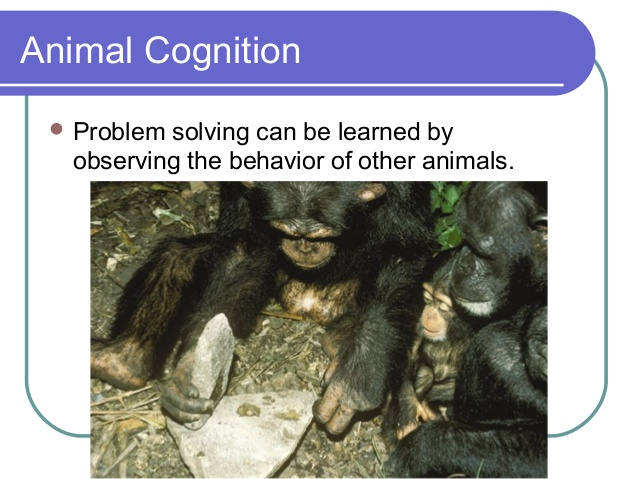 Animal Cognition
Problem solving can be learned by
observing the behavior of other animals.